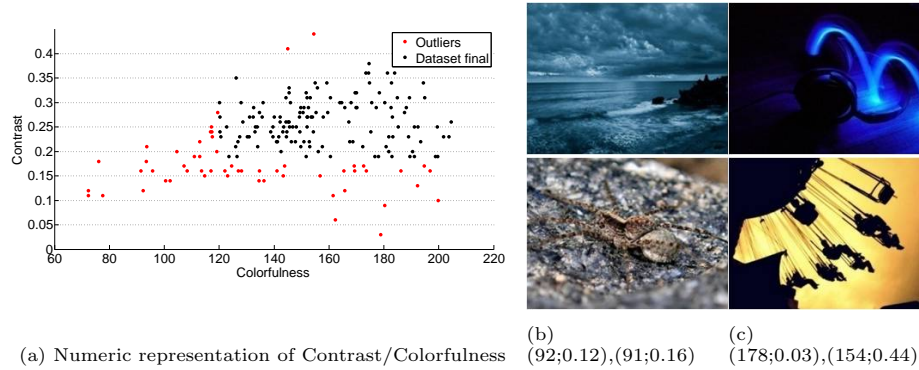 Outliers
Dataset final
0.4
0.35
0.3
0.25
0.2
0.15
0.1
0.05
0
Contrast
60 80 100 120 140 160 180 200 220
Colorfulness
(a) Numeric representation of Contrast/Colorfulness
(b)
(92;0.12),(91;0.16)
(c)
(178;0.03),(154;0.44)